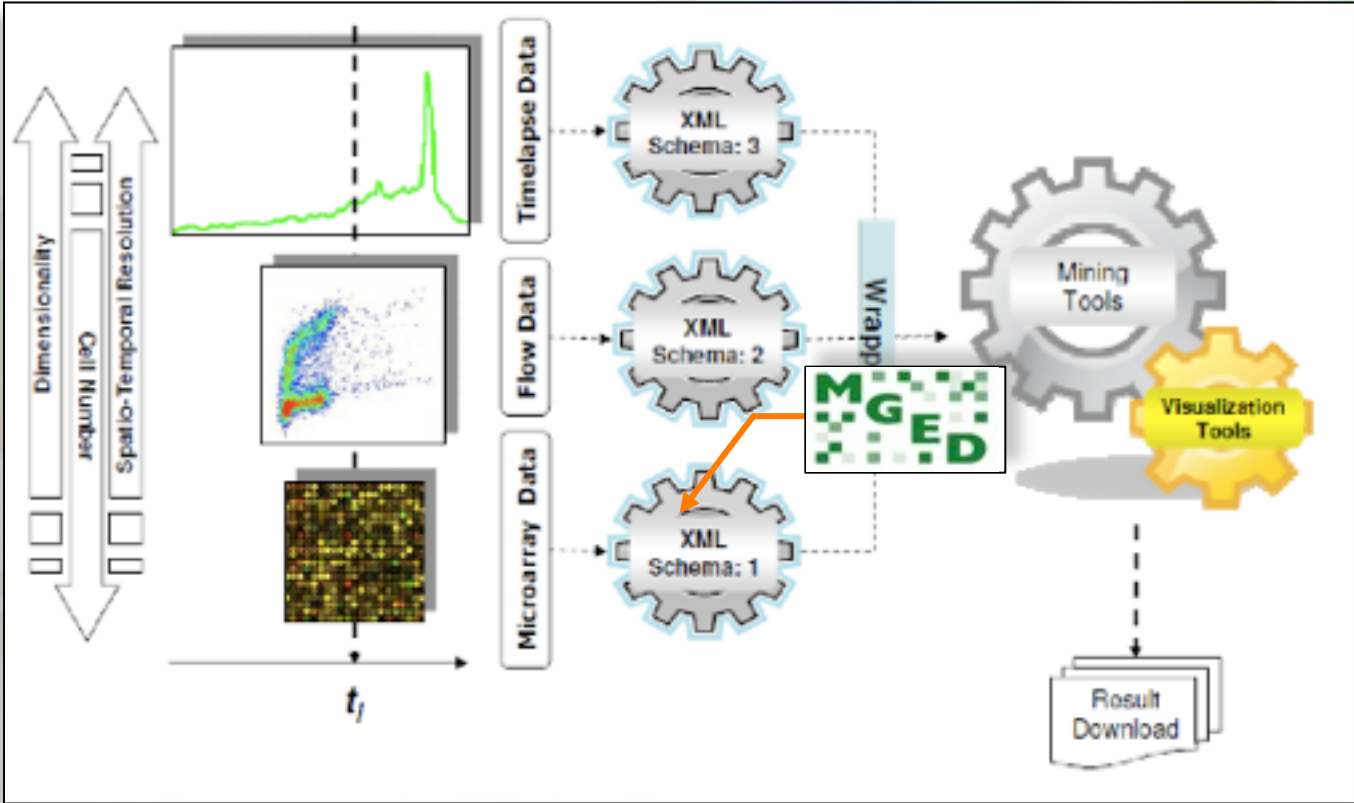 Dimensionality
Cell Number
Spatio-Temporal Resolution
Timelapse Data
Flow Data
Microarray Data
XML
Schema: 3
XML
Schema: 2
XML
Schema: 1
Wrapp
MGED
Mining
Tools
Visualization
Tools
Result
Download